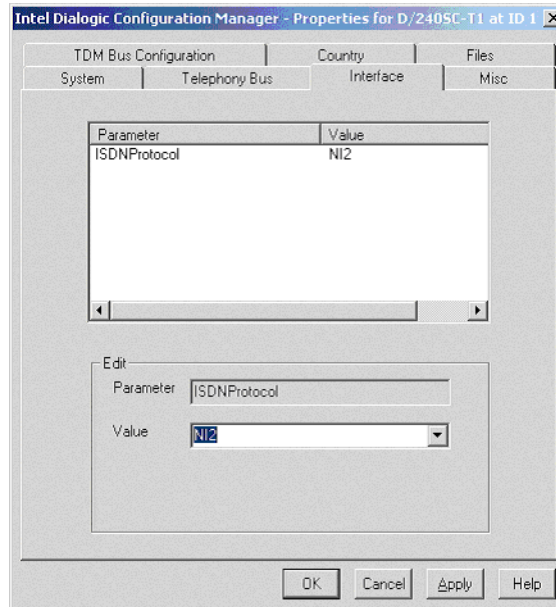 Intel Dialogic Configuration Manager - Properties for D/240SC-T1 at ID 1
TDM Bus Configuration Country Files
System Telephony Bus Interface Misc
Parameter Value
ISDNProtocol NI2
Edit
Parameter ISDNProtocol
Value NI2
OK Cancel Apply Help